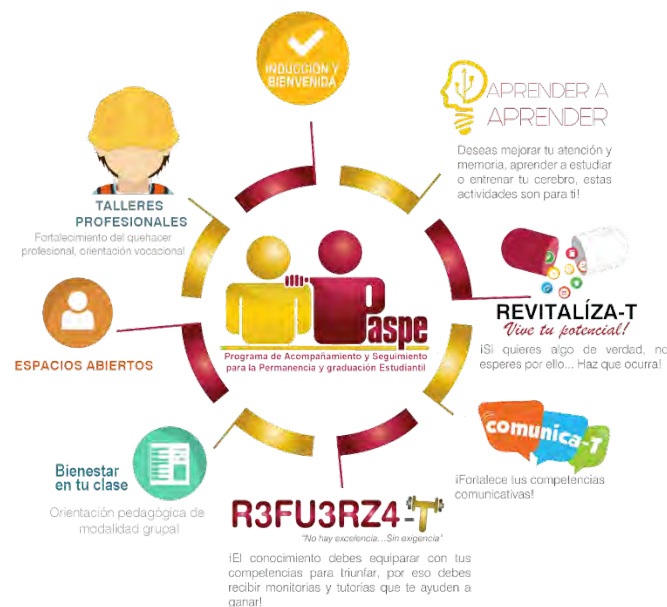 INDUCCIÓN Y
BIENVENIDA
APRENDER A
APRENDER
Deseas mejorar tu atención y
memoria, aprender a estudiar
o entrenar tu cerebro, estas
actividades son para ti!
REVITALÍZA-T
Vive tu potencial!
¡Si quieres algo de verdad, no
esperes por ello... Haz que ocurra!
comunica-T
¡Fortalece tus competencias
comunicativas!
R3FU3RZ4-T
"No hay excelencia...Sin exigencia"
¡El conocimiento debes equiparar con tus
competencias para triunfar, por eso debes
recibir monitorias y tutorias que te ayuden a
ganar!
Bienestar
en tu clase
Orientación pedagógica de
modalidad grupal
ESPACIOS ABIERTOS
TALLERES
PROFESIONALES
Fortalecimiento del quehacer
profesional, orientación vocacional
Paspe
Programa de Acompañamiento y Seguimiento
para la Permanencia y graduación Estudiantil